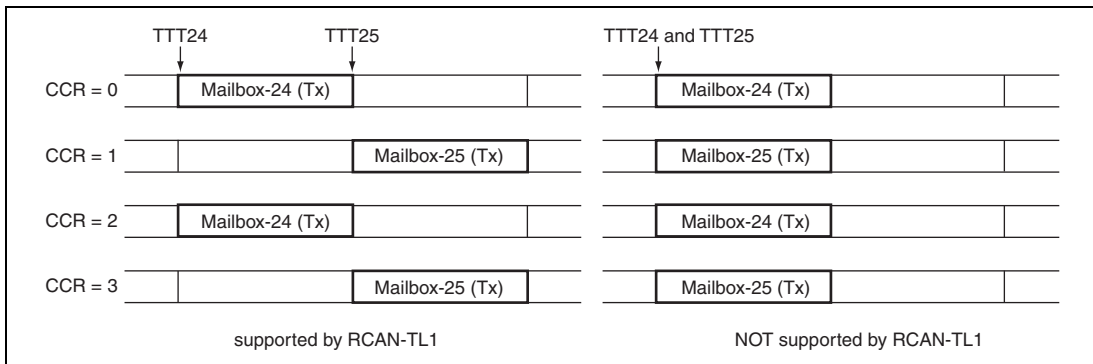 TTT24 TTT25 TTT24 and TTT25
CCR = 0 Mailbox-24 (Tx) Mailbox-24 (Tx)
CCR = 1 Mailbox-25 (Tx) Mailbox-25 (Tx)
CCR = 2 Mailbox-24 (Tx) Mailbox-24 (Tx)
CCR = 3 Mailbox-25 (Tx) Mailbox-25 (Tx)
supported by RCAN-TL1 NOT supported by RCAN-TL1